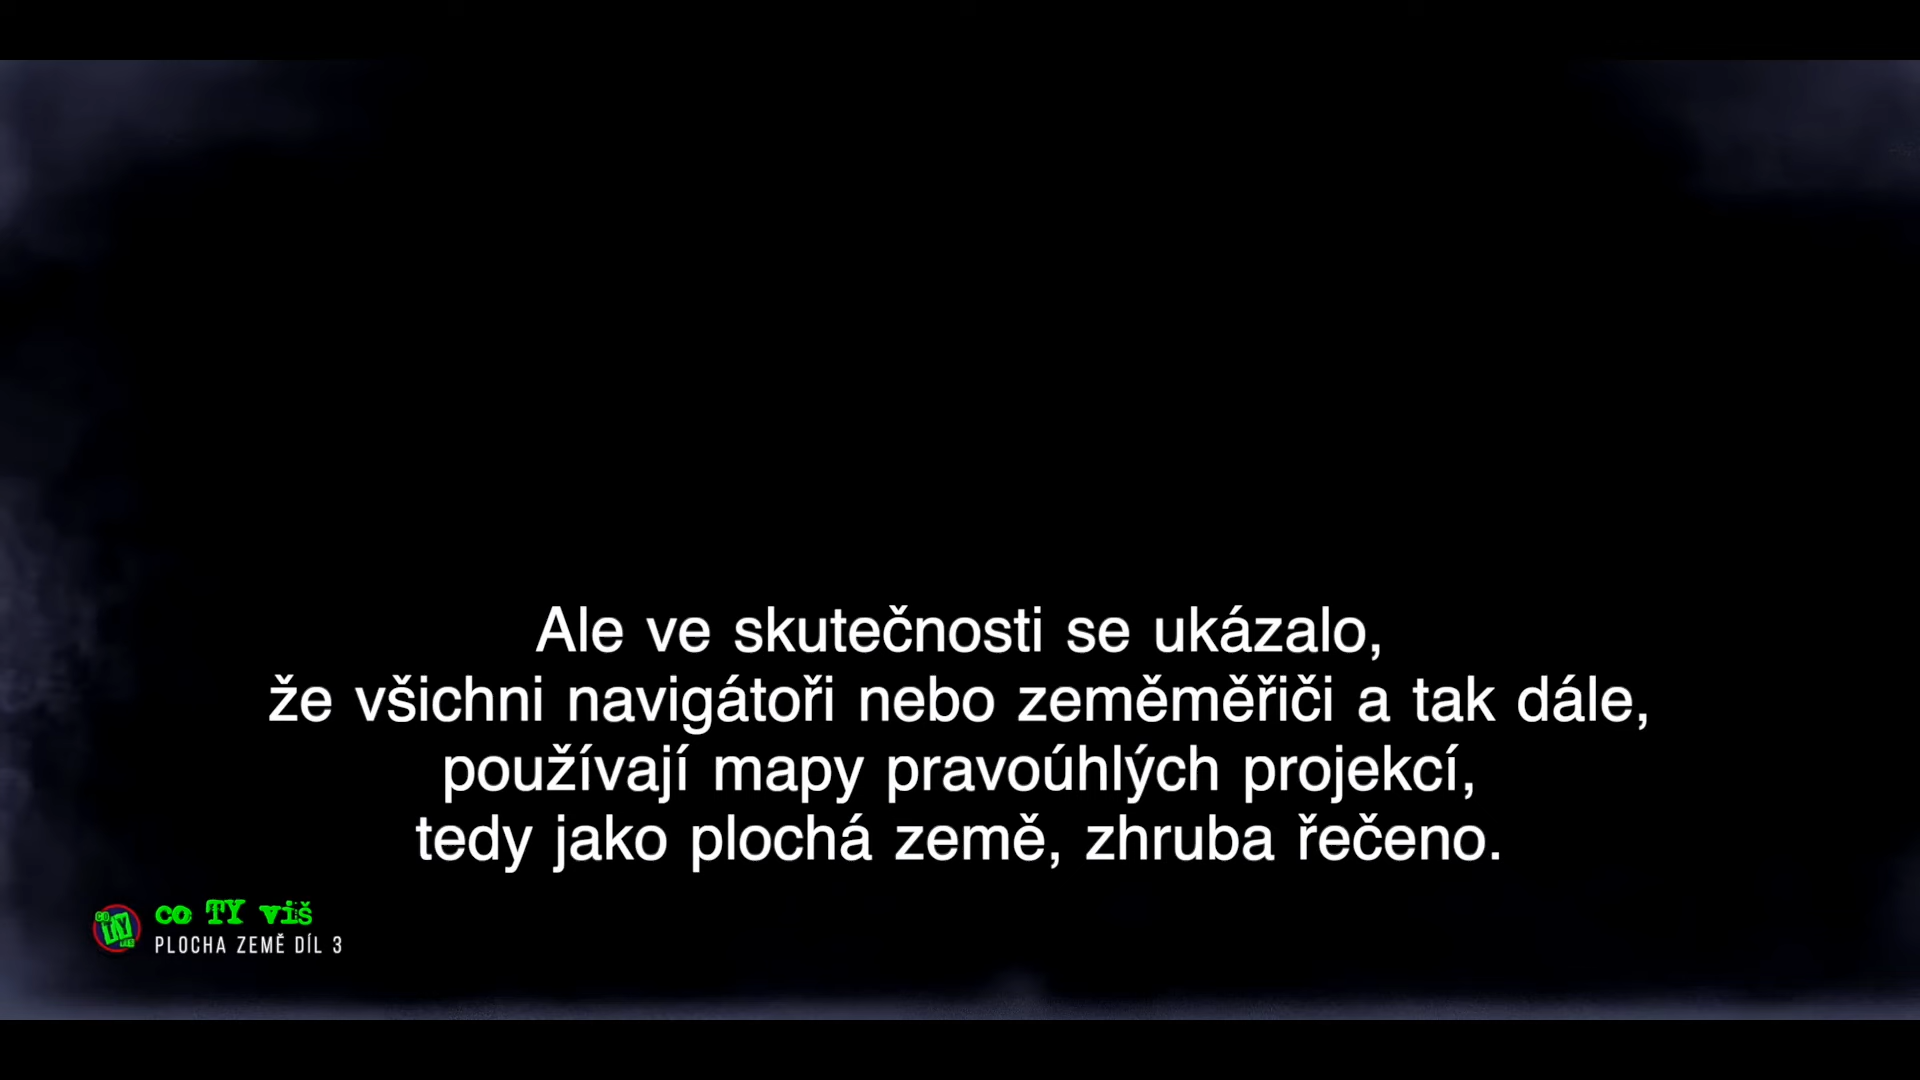 Ale ve skutečnosti se ukázalo,
že všichni navigátoři nebo zeměměřiči a tak dále,
používají mapy pravoúhlých projekcí,
tedy jako plochá země, zhruba řečeno.
co TY víš
PLOCHA ZEMĚ DÍL 3